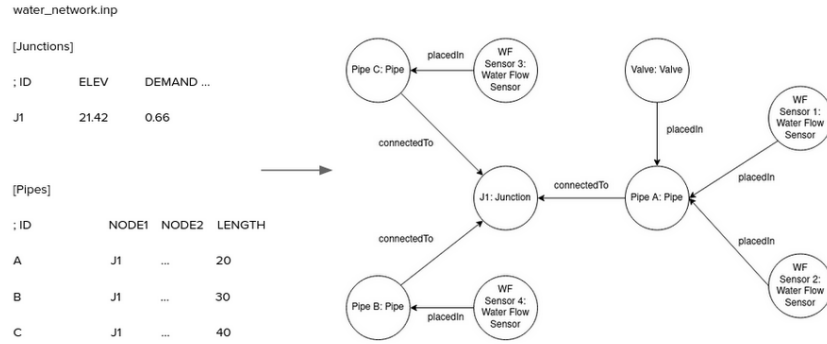 water_network.inp
[Junctions]
; ID ELEV DEMAND ...
J1 21.42 0.66
[Pipes]
; ID NODE1 NODE2 LENGTH
A J1 ... 20
B J1 ... 30
C J1 ... 40
Pipe C: Pipe
placedIn
WF
Sensor 3:
Water Flow
Sensor
Valve: Valve
placedIn
WF
Sensor 1:
Water Flow
Sensor
placedIn
connectedTo
J1: Junction
connectedTo
Pipe A: Pipe
placedIn
WF
Sensor 2:
Water Flow
Sensor
connectedTo
Pipe B: Pipe
placedIn
WF
Sensor 4:
Water Flow
Sensor